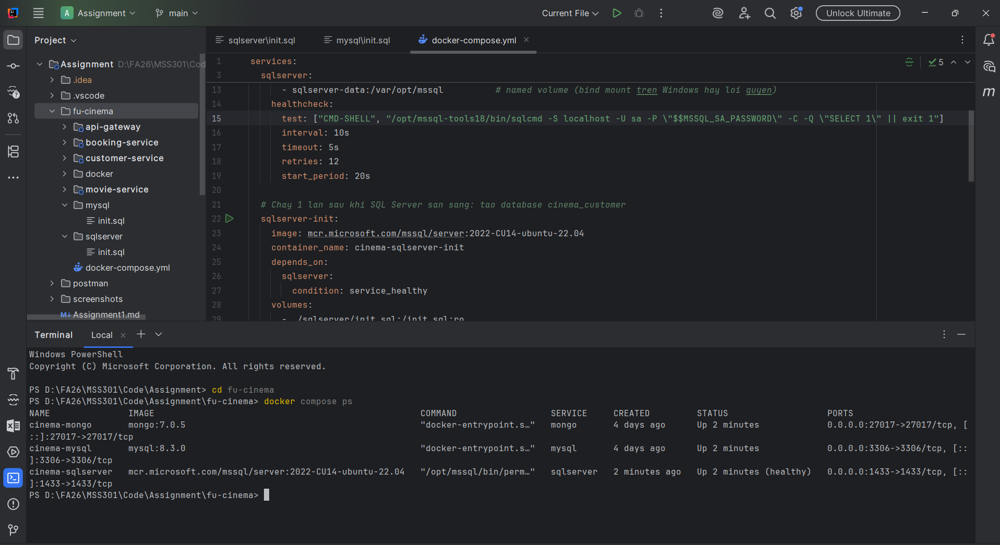 A Assignment main Current File Unlock Ultimate
Project
sqlserver\init.sql mysql\init.sql docker-compose.yml
Assignment D:\FA26\MSS301\Cod
.idea
.vscode
fu-cinema
api-gateway
booking-service
customer-service
docker
movie-service
mysql
init.sql
sqlserver
init.sql
docker-compose.yml
postman
screenshots
M↓ Assignment1.md
5
1 services:
3 sqlserver:
13 - sqlserver-data:/var/opt/mssql # named volume (bind mount tren Windows hay loi quyen)
14 healthcheck:
15 test: ["CMD-SHELL", "/opt/mssql-tools18/bin/sqlcmd -S localhost -U sa -P \"$$MSSQL_SA_PASSWORD\" -C -Q \"SELECT 1\" || exit 1"]
16 interval: 10s
17 timeout: 5s
18 retries: 12
19 start_period: 20s
20
21 # Chay 1 lan sau khi SQL Server san sang: tao database cinema_customer
22 sqlserver-init:
23 image: mcr.microsoft.com/mssql/server:2022-CU14-ubuntu-22.04
24 container_name: cinema-sqlserver-init
25 depends_on:
26 sqlserver:
27 condition: service_healthy
28 volumes:
29 - ./sqlserver/init.sql:/init.sql:ro
m
Terminal Local
Windows PowerShell
Copyright (C) Microsoft Corporation. All rights reserved.
PS D:\FA26\MSS301\Code\Assignment> cd fu-cinema
PS D:\FA26\MSS301\Code\Assignment\fu-cinema> docker compose ps
NAME IMAGE COMMAND SERVICE CREATED STATUS PORTS
cinema-mongo mongo:7.0.5 "docker-entrypoint.s…" mongo 4 days ago Up 2 minutes 0.0.0.0:27017->27017/tcp, [
::]:27017->27017/tcp
cinema-mysql mysql:8.3.0 "docker-entrypoint.s…" mysql 4 days ago Up 2 minutes 0.0.0.0:3306->3306/tcp, [::
]:3306->3306/tcp
cinema-sqlserver mcr.microsoft.com/mssql/server:2022-CU14-ubuntu-22.04 "/opt/mssql/bin/perm…" sqlserver 2 minutes ago Up 2 minutes (healthy) 0.0.0.0:1433->1433/tcp, [::
]:1433->1433/tcp
PS D:\FA26\MSS301\Code\Assignment\fu-cinema>